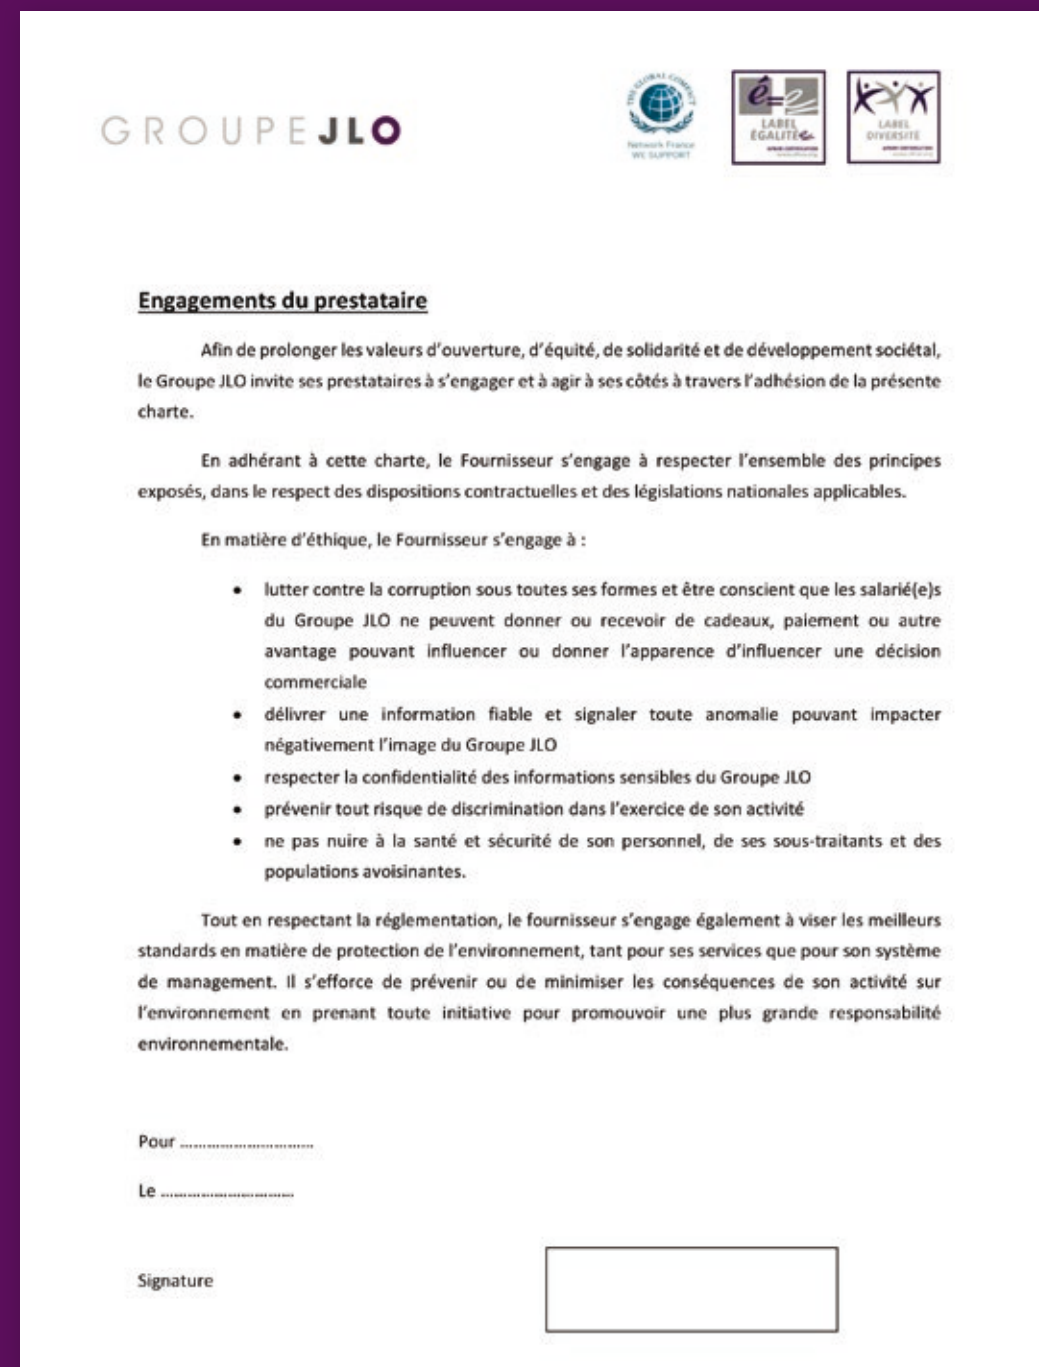 GROUPE JLO
THE GLOBAL COMPACT
Network France
WE SUPPORT
ê=e
LABEL
ÉGALITÉ
AFNOR CERTIFICATION
LABEL
DIVERSITÉ
AFNOR CERTIFICATION
Engagements du prestataire
Afin de prolonger les valeurs d'ouverture, d'équité, de solidarité et de développement sociétal,
le Groupe JLO invite ses prestataires à s'engager et à agir à ses côtés à travers l'adhésion de la présente
charte.
En adhérant à cette charte, le Fournisseur s'engage à respecter l'ensemble des principes
exposés, dans le respect des dispositions contractuelles et des législations nationales applicables.
En matière d'éthique, le Fournisseur s'engage à :
• lutter contre la corruption sous toutes ses formes et être conscient que les salarié(e)s
du Groupe JLO ne peuvent donner ou recevoir de cadeaux, paiement ou autre
avantage pouvant influencer ou donner l'apparence d'influencer une décision
commerciale
• délivrer une information fiable et signaler toute anomalie pouvant impacter
négativement l'image du Groupe JLO
• respecter la confidentialité des informations sensibles du Groupe JLO
• prévenir tout risque de discrimination dans l'exercice de son activité
• ne pas nuire à la santé et sécurité de son personnel, de ses sous-traitants et des
populations avoisinantes.
Tout en respectant la réglementation, le fournisseur s'engage également à viser les meilleurs
standards en matière de protection de l'environnement, tant pour ses services que pour son système
de management. Il s'efforce de prévenir ou de minimiser les conséquences de son activité sur
l'environnement en prenant toute initiative pour promouvoir une plus grande responsabilité
environnementale.
Pour ................................
Le ................................
Signature